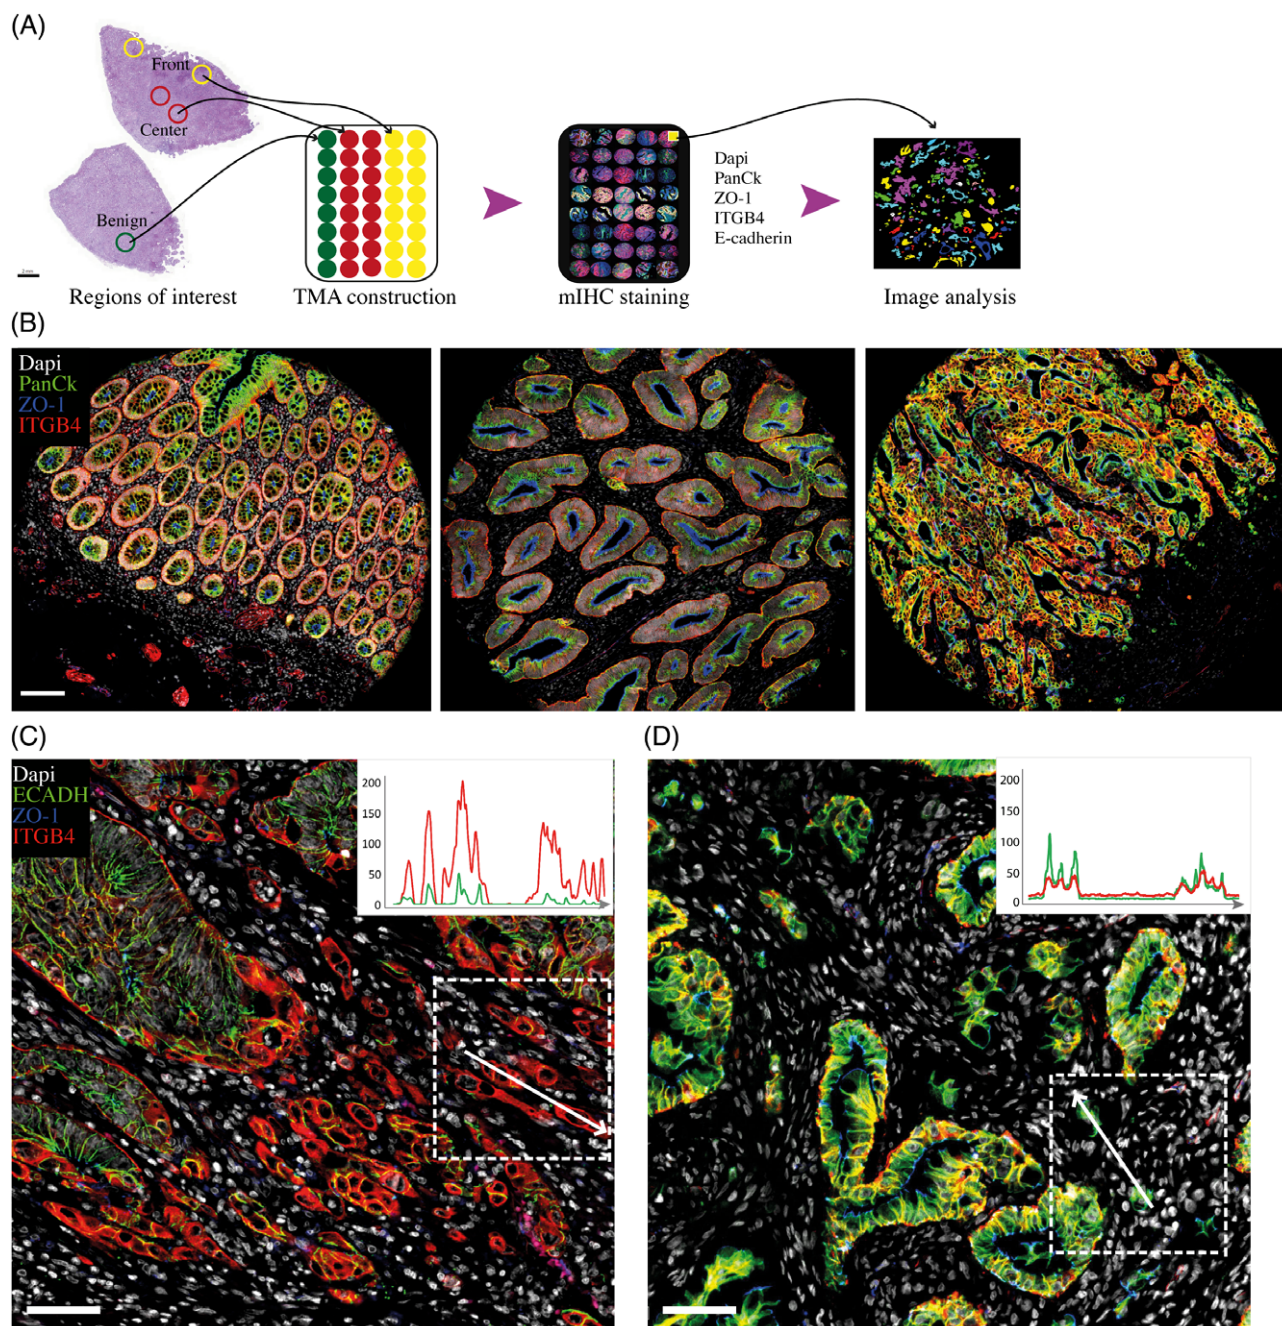 (A)
Front
Center
Benign
2 mm
Regions of interest
TMA construction
mIHC staining
Dapi
PanCk
ZO-1
ITGB4
E-cadherin
Image analysis
(B)
Dapi
PanCk
ZO-1
ITGB4
(C)
Dapi
ECADH
ZO-1
ITGB4
200
150
100
50
0
(D)
200
150
100
50
0